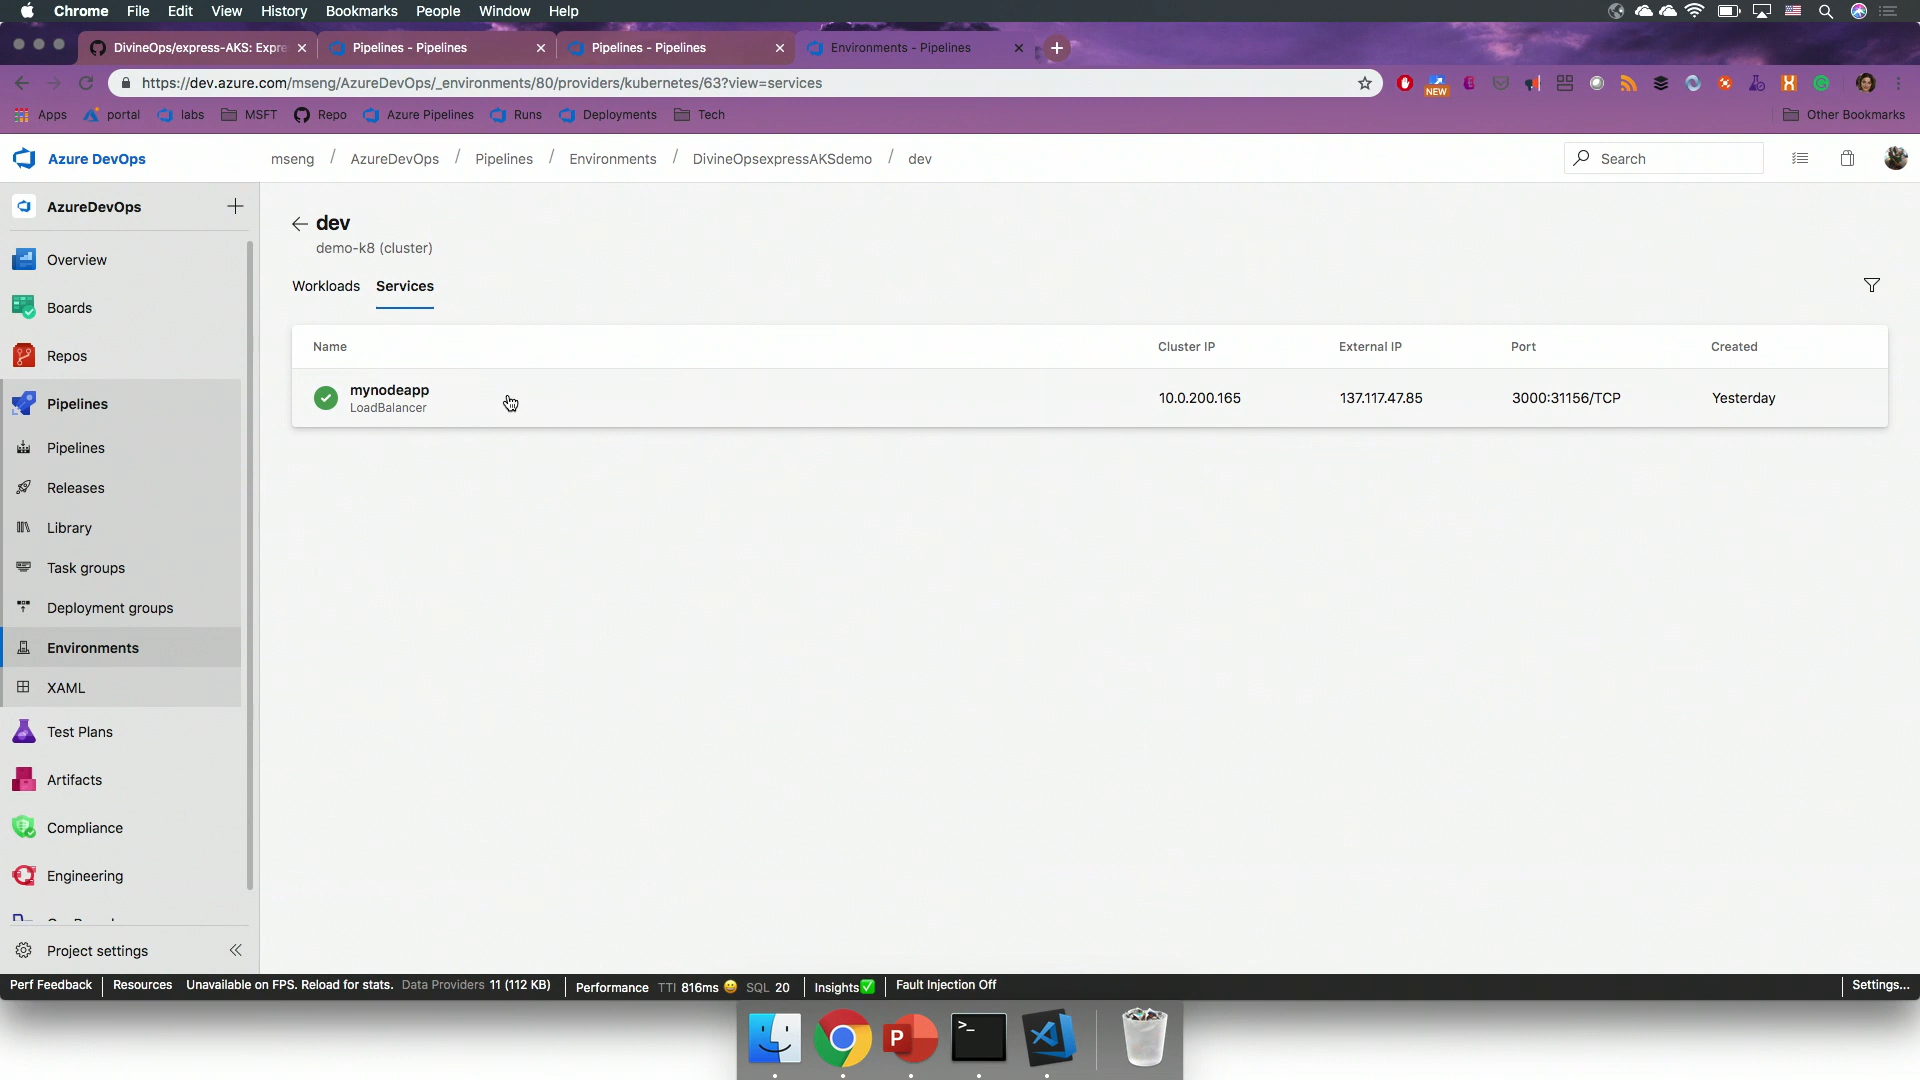 Chrome File Edit View History Bookmarks People Window Help
DivineOps/express-AKS: Expre
Pipelines - Pipelines
Pipelines - Pipelines
Environments - Pipelines
https://dev.azure.com/mseng/AzureDevOps/_environments/80/providers/kubernetes/63?view=services
NEW
Apps portal labs MSFT Repo Azure Pipelines Runs Deployments Tech Other Bookmarks
Azure DevOps
mseng / AzureDevOps / Pipelines / Environments / DivineOpsexpressAKSdemo / dev
Search
AzureDevOps
Overview
Boards
Repos
Pipelines
Pipelines
Releases
Library
Task groups
Deployment groups
Environments
XAML
Test Plans
Artifacts
Compliance
Engineering
Project settings
dev
demo-k8 (cluster)
Workloads Services
Name Cluster IP External IP Port Created
mynodeapp
LoadBalancer
10.0.200.165 137.117.47.85 3000:31156/TCP Yesterday
Perf Feedback Resources Unavailable on FPS. Reload for stats. Data Providers 11 (112 KB) Performance TTI 816ms SQL 20 Insights Fault Injection Off Settings...
P
>_